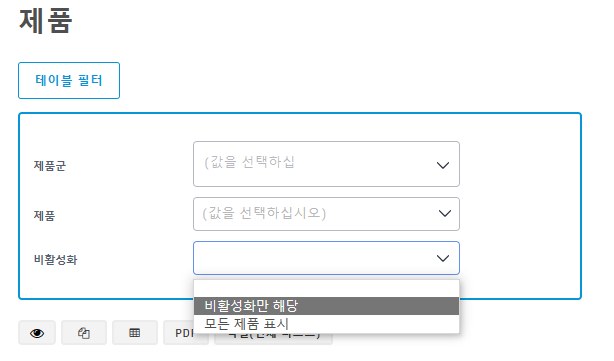 제품
테이블 필터
제품군
(값을 선택하십
제품
(값을 선택하십시오)
비활성화
비활성화만 해당
모든 제품 표시
PDF